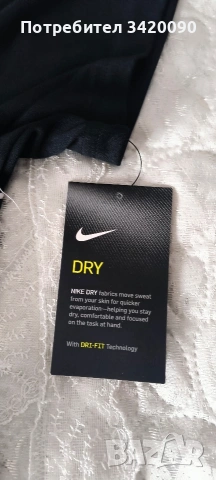 Потребител 3420090
DRY
NIKE DRY fabrics move sweat
from your skin for quicker
evaporation—helping you stay
dry, comfortable and focused
on the task at hand.
With DRI-FIT Technology
BAZAR